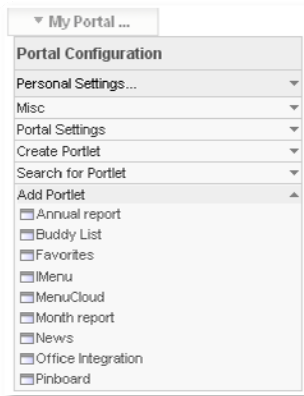 My Portal ...
Portal Configuration
Personal Settings...
Misc
Portal Settings
Create Portlet
Search for Portlet
Add Portlet
Annual report
Buddy List
Favorites
IMenu
MenuCloud
Month report
News
Office Integration
Pinboard